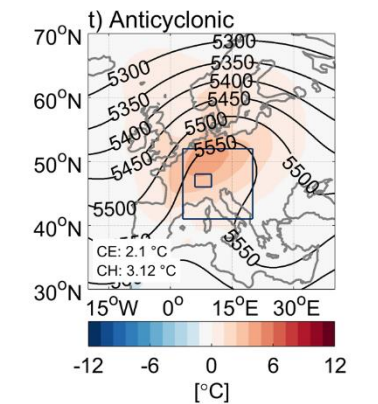 t) Anticyclonic
70°N
5300
5300
5350
5350
5400
60°N
5450
5400
5500
5450
5550
50°N
5500
5500
40°N
5550
CE: 2.1 °C
CH: 3.12 °C
30°N
15°W 0° 15°E 30°E
-12 -6 0 6 12
[°C]